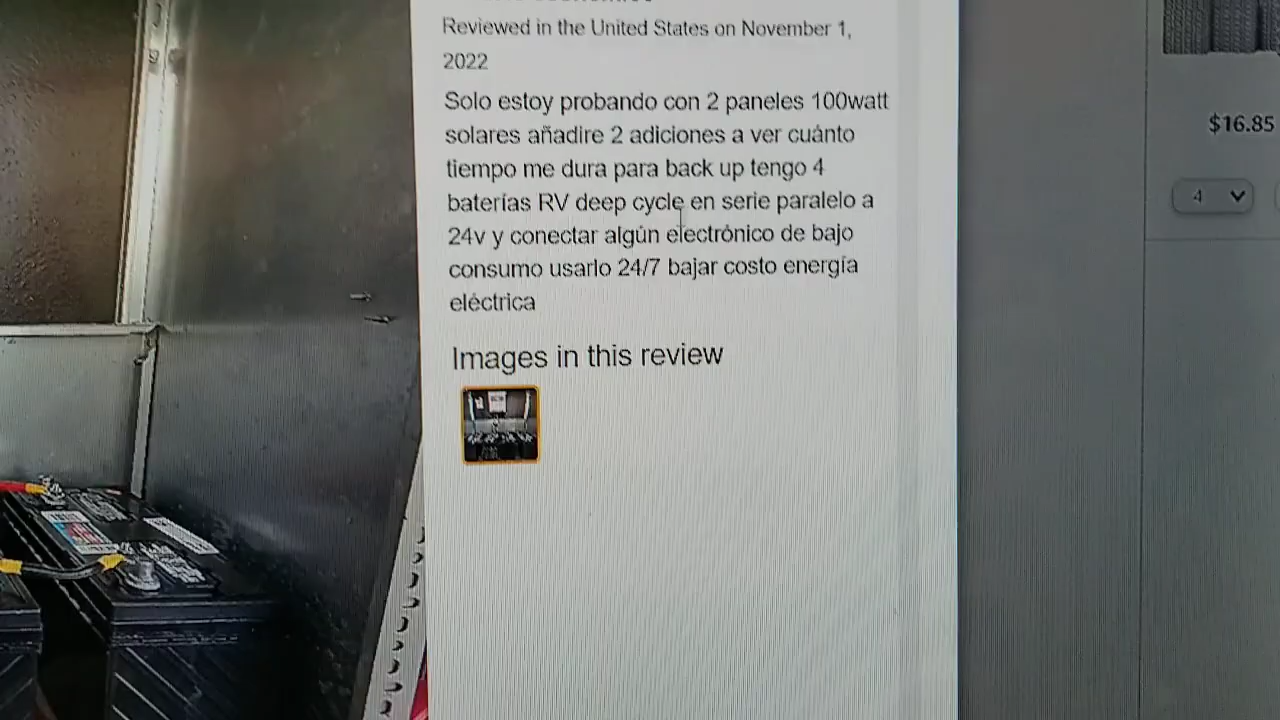 Reviewed in the United States on November 1,
2022
Solo estoy probando con 2 paneles 100watt
solares añadire 2 adiciones a ver cuánto
tiempo me dura para back up tengo 4
baterías RV deep cycle en serie paralelo a
24v y conectar algún electrónico de bajo
consumo usarlo 24/7 bajar costo energía
eléctrica
Images in this review
$16.85
4